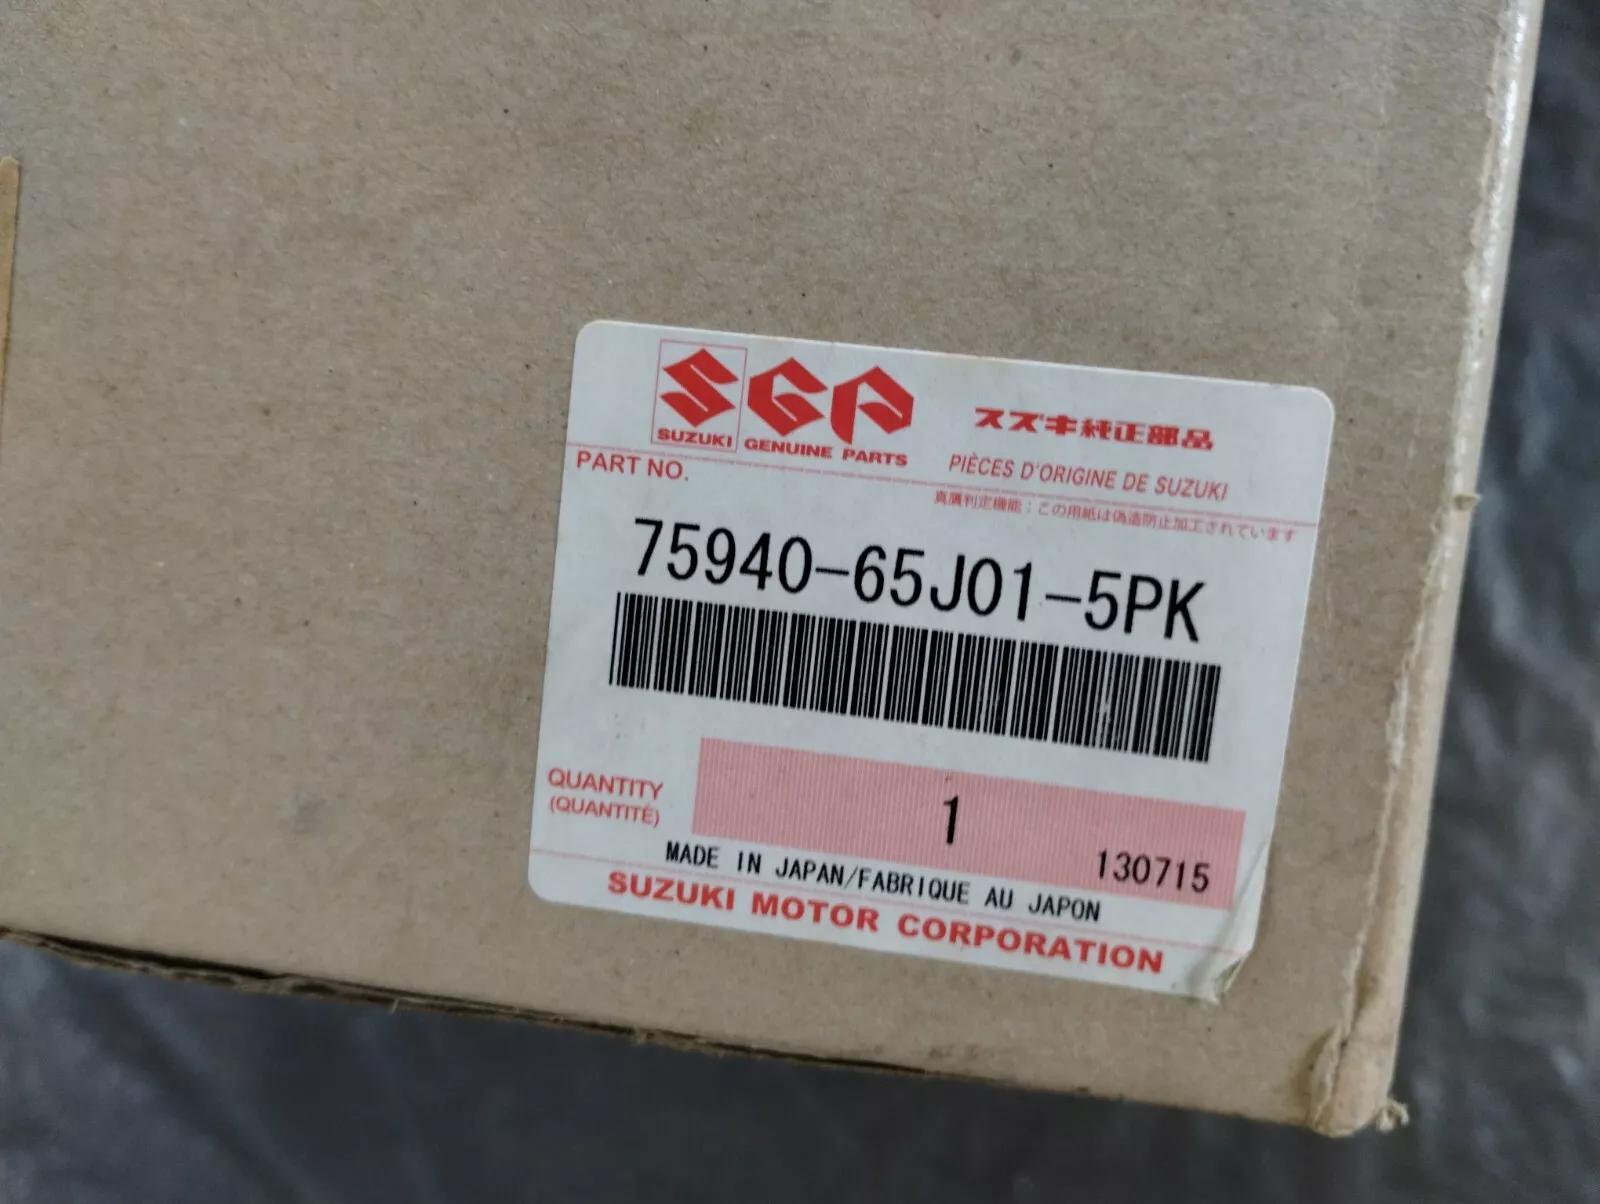 SGP
SUZUKI GENUINE PARTS
スズキ純正部品
PIÈCES D'ORIGINE DE SUZUKI
PART NO.
真贋判定機能：この用紙は偽造防止加工されています
75940-65J01-5PK
QUANTITY
(QUANTITÉ)
1
130715
MADE IN JAPAN/FABRIQUE AU JAPON
SUZUKI MOTOR CORPORATION